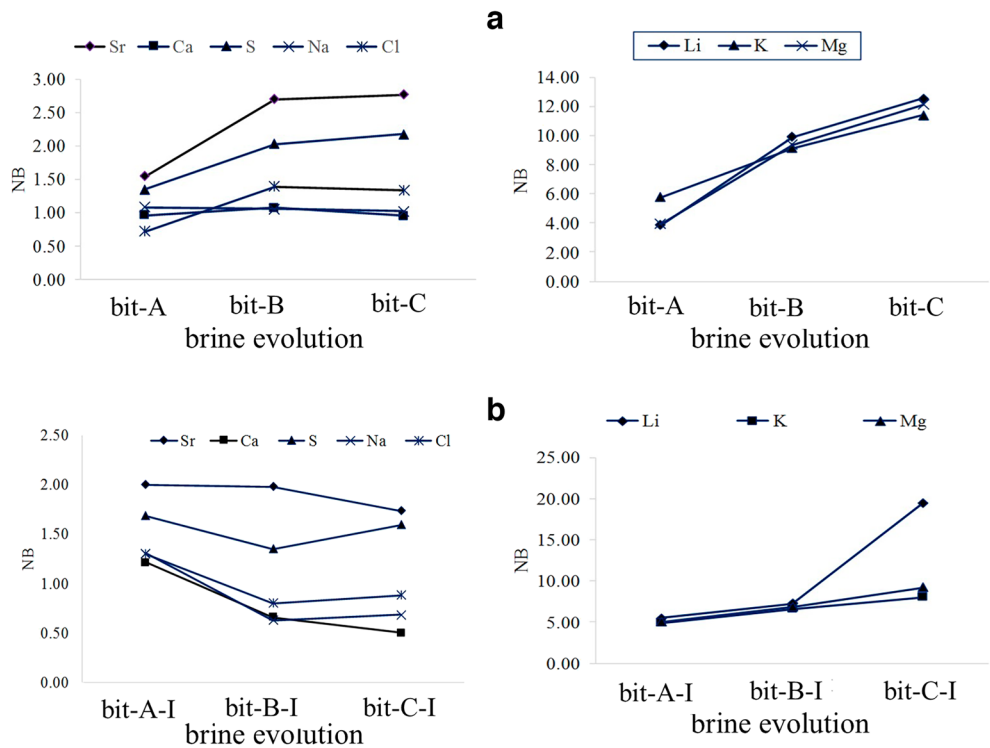 a
Sr Ca S Na Cl
3.00
2.50
2.00
1.50
1.00
0.50
0.00
NB
bit-A bit-B bit-C
brine evolution
Li K Mg
14.00
12.00
10.00
8.00
6.00
4.00
2.00
0.00
NB
bit-A bit-B bit-C
brine evolution
b
Sr Ca S Na Cl
2.50
2.00
1.50
1.00
0.50
0.00
NB
bit-A-I bit-B-I bit-C-I
brine evolution
Li K Mg
25.00
20.00
15.00
10.00
5.00
0.00
NB
bit-A-I bit-B-I bit-C-I
brine evolution